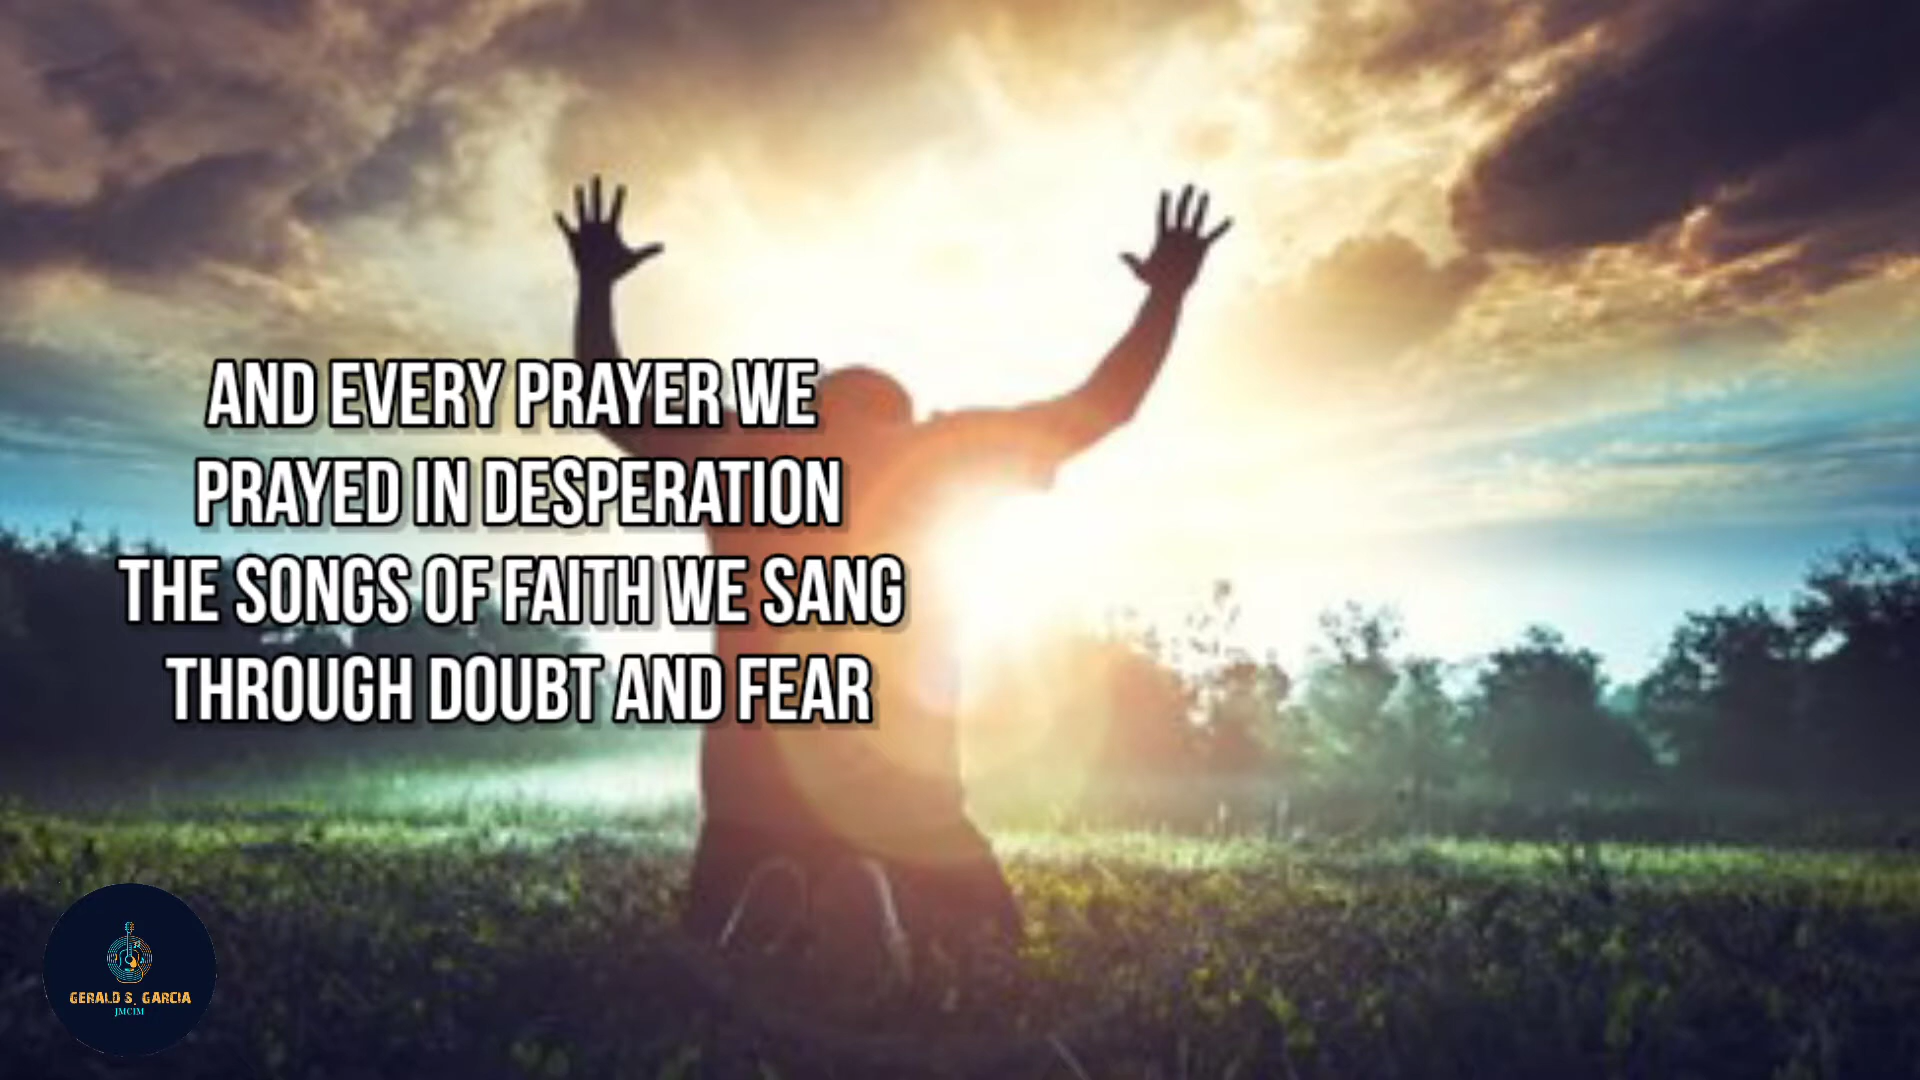 AND EVERY PRAYER WE
PRAYED IN DESPERATION
THE SONGS OF FAITH WE SANG
THROUGH DOUBT AND FEAR
GERALD S. GARCIA
JMCIM